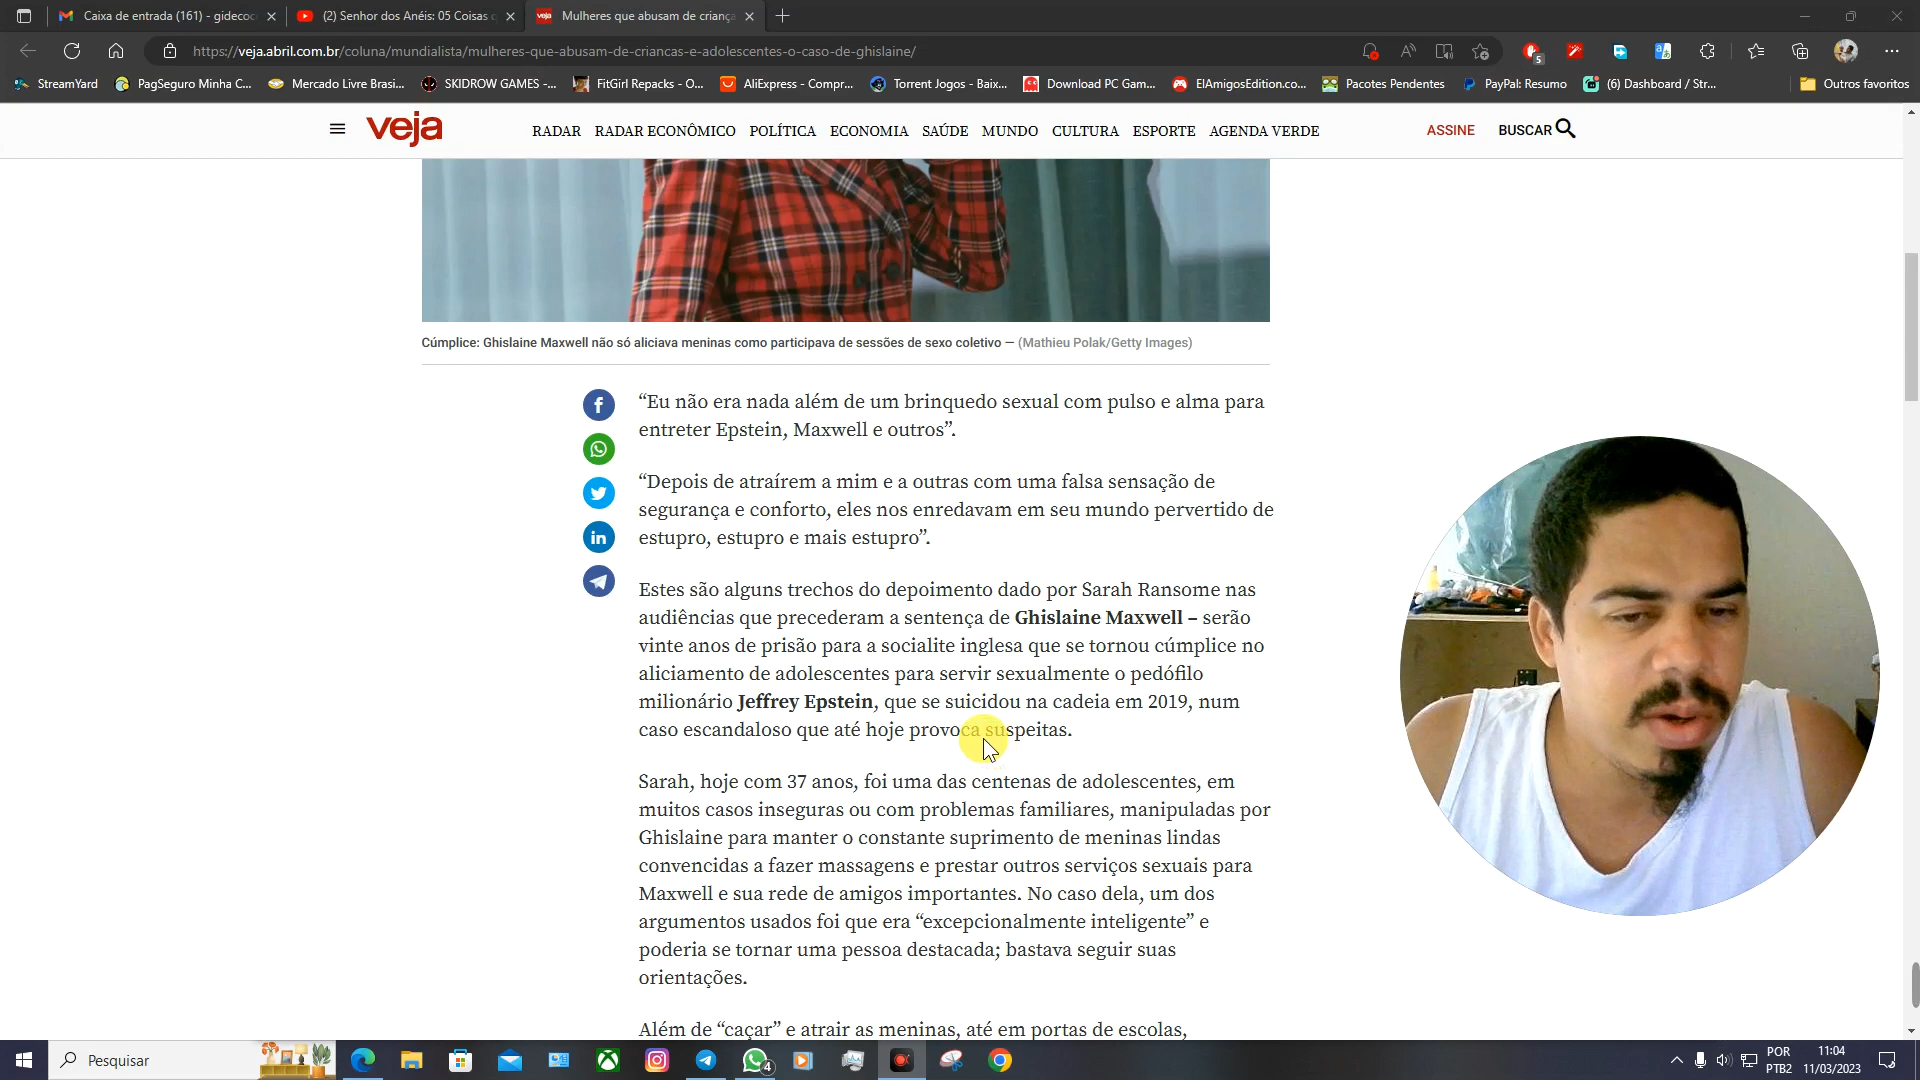 Caixa de entrada (161) - gidecoc
(2) Senhor dos Anéis: 05 Coisas
Mulheres que abusam de criança
https://veja.abril.com.br/coluna/mundialista/mulheres-que-abusam-de-criancas-e-adolescentes-o-caso-de-ghislaine/
5
StreamYard
PagSeguro Minha C...
Mercado Livre Brasi...
SKIDROW GAMES -...
FitGirl Repacks - O...
AliExpress - Compr...
Torrent Jogos - Baix...
Download PC Gam...
ElAmigosEdition.co...
Pacotes Pendentes
PayPal: Resumo
(6) Dashboard / Str...
Outros favoritos
veja
RADAR
RADAR ECONÔMICO
POLÍTICA
ECONOMIA
SAÚDE
MUNDO
CULTURA
ESPORTE
AGENDA VERDE
ASSINE
BUSCAR
Cúmplice: Ghislaine Maxwell não só aliciava meninas como participava de sessões de sexo coletivo — (Mathieu Polak/Getty Images)
“Eu não era nada além de um brinquedo sexual com pulso e alma para
entreter Epstein, Maxwell e outros”.
“Depois de atraírem a mim e a outras com uma falsa sensação de
segurança e conforto, eles nos enredavam em seu mundo pervertido de
estupro, estupro e mais estupro”.
Estes são alguns trechos do depoimento dado por Sarah Ransome nas
audiências que precederam a sentença de Ghislaine Maxwell – serão
vinte anos de prisão para a socialite inglesa que se tornou cúmplice no
aliciamento de adolescentes para servir sexualmente o pedófilo
milionário Jeffrey Epstein, que se suicidou na cadeia em 2019, num
caso escandaloso que até hoje provoca suspeitas.
Sarah, hoje com 37 anos, foi uma das centenas de adolescentes, em
muitos casos inseguras ou com problemas familiares, manipuladas por
Ghislaine para manter o constante suprimento de meninas lindas
convencidas a fazer massagens e prestar outros serviços sexuais para
Maxwell e sua rede de amigos importantes. No caso dela, um dos
argumentos usados foi que era “excepcionalmente inteligente” e
poderia se tornar uma pessoa destacada; bastava seguir suas
orientações.
Além de “caçar” e atrair as meninas, até em portas de escolas,
Pesquisar
4
POR
PTB2
11:04
11/03/2023